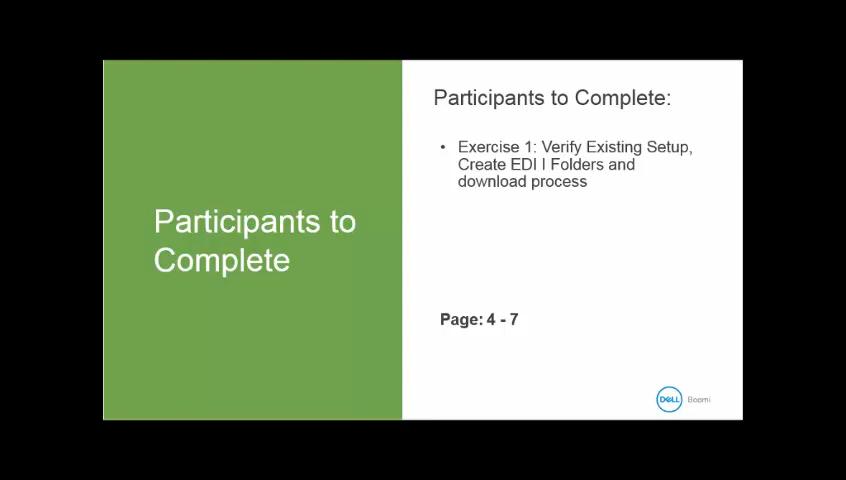 Participants to
Complete
Participants to Complete:
• Exercise 1: Verify Existing Setup,
Create EDI I Folders and
download process
Page: 4 - 7
DELL Boomi